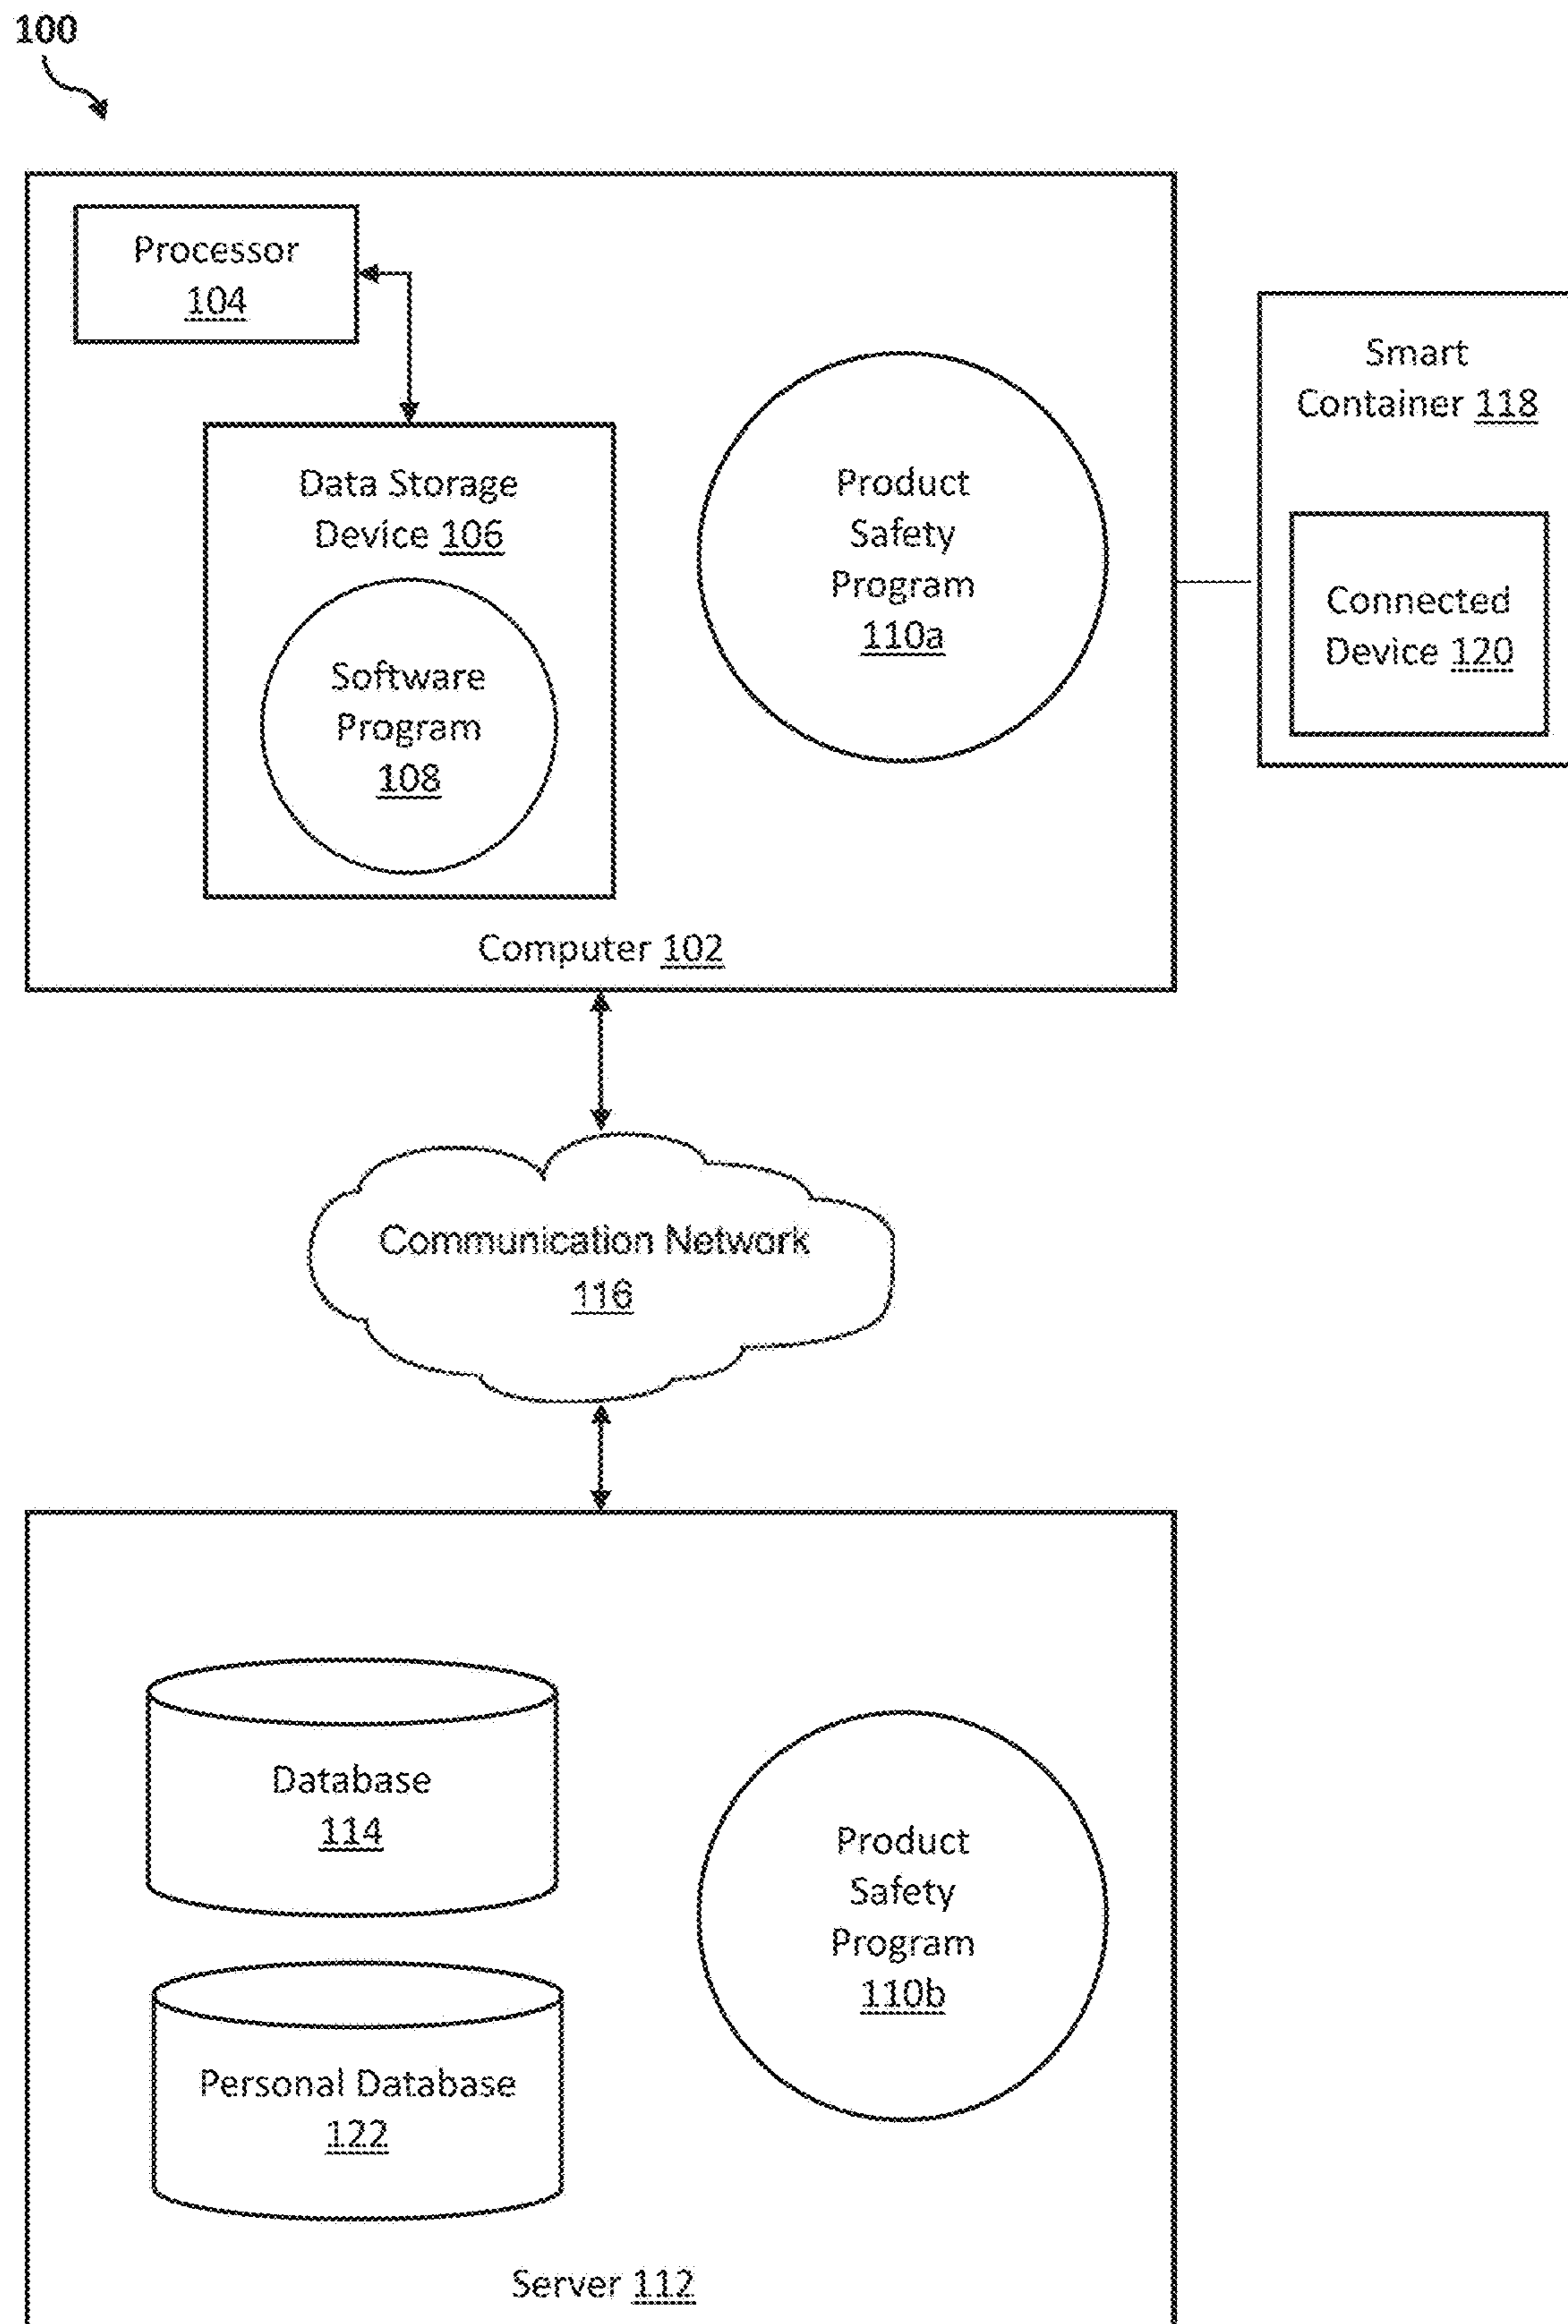 100
Processor
104
Data Storage
Device 106
Software
Program
108
Product
Safety
Program
110a
Computer 102
Smart
Container 118
Connected
Device 120
Communication Network
116
Database
114
Personal Database
122
Product
Safety
Program
110b
Server 112